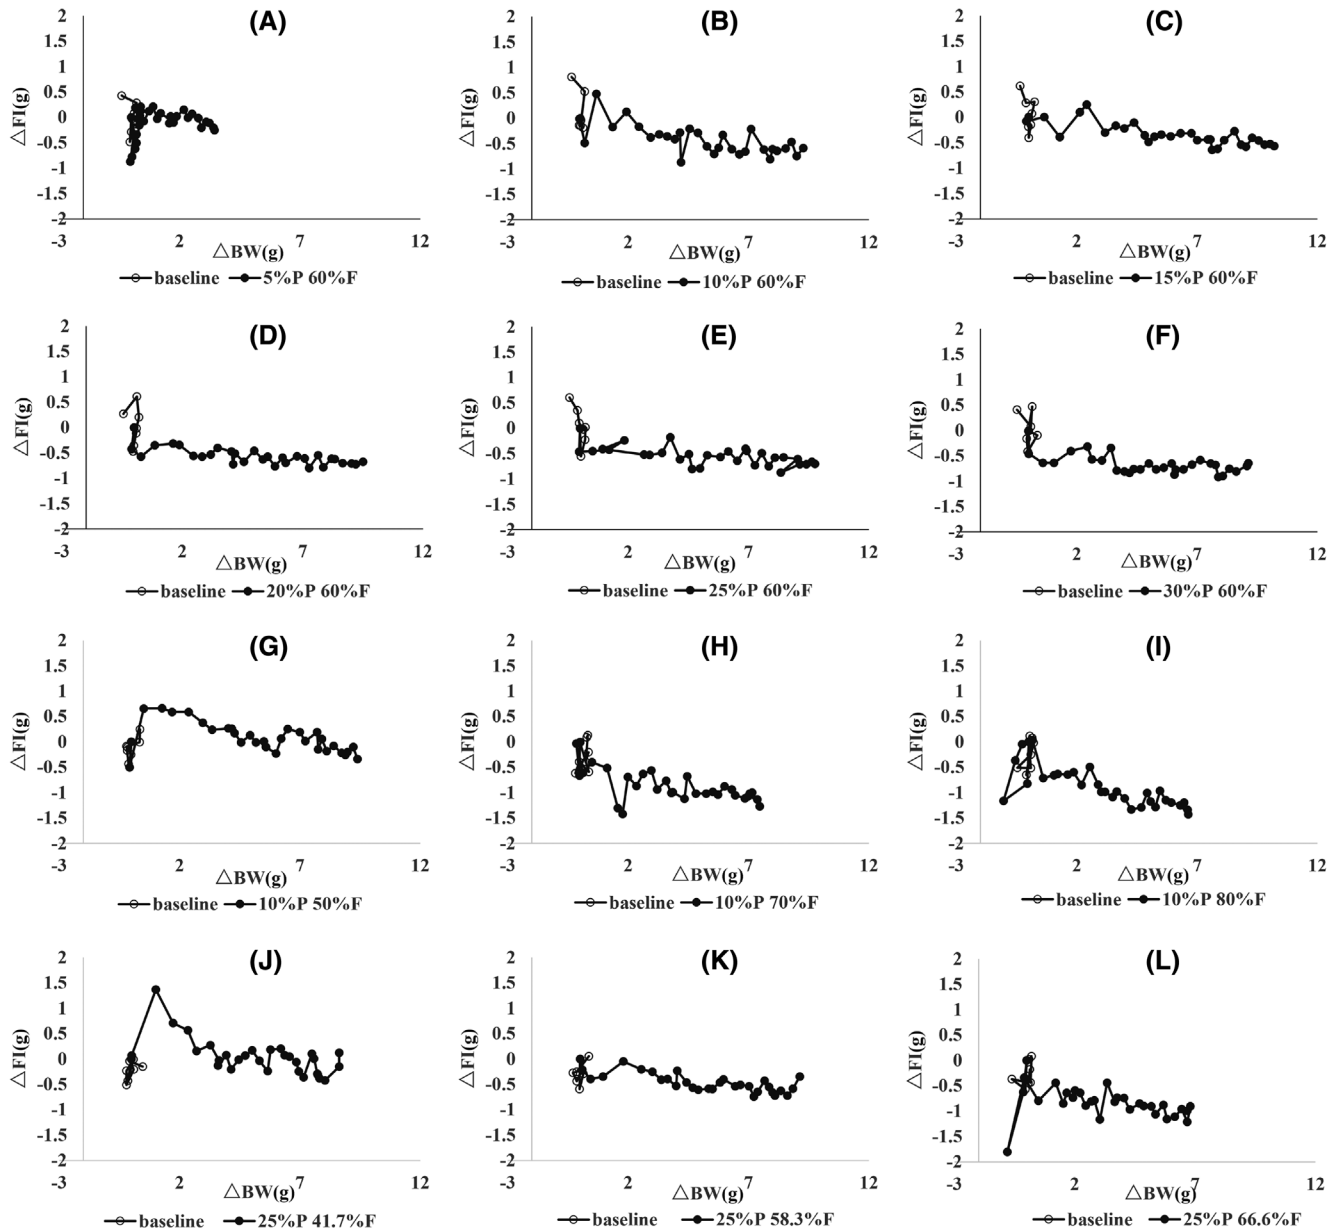 (A)
2
1.5
1
0.5
0
-0.5
-1
-1.5
-2
△FI(g)
-3 2 7 12
△BW(g)
baseline 5%P 60%F
(B)
2
1.5
1
0.5
0
-0.5
-1
-1.5
-2
△FI(g)
-3 2 7 12
△BW(g)
baseline 10%P 60%F
(C)
2
1.5
1
0.5
0
-0.5
-1
-1.5
-2
△FI(g)
-3 2 7 12
△BW(g)
baseline 15%P 60%F
(D)
2
1.5
1
0.5
0
-0.5
-1
-1.5
-2
△FI(g)
-3 2 7 12
△BW(g)
baseline 20%P 60%F
(E)
2
1.5
1
0.5
0
-0.5
-1
-1.5
-2
△FI(g)
-3 2 7 12
△BW(g)
baseline 25%P 60%F
(F)
2
1.5
1
0.5
0
-0.5
-1
-1.5
-2
△FI(g)
-3 2 7 12
△BW(g)
baseline 30%P 60%F
(G)
2
1.5
1
0.5
0
-0.5
-1
-1.5
-2
△FI(g)
-3 2 7 12
△BW(g)
baseline 10%P 50%F
(H)
2
1.5
1
0.5
0
-0.5
-1
-1.5
-2
△FI(g)
-3 2 7 12
△BW(g)
baseline 10%P 70%F
(I)
2
1.5
1
0.5
0
-0.5
-1
-1.5
-2
△FI(g)
-3 2 7 12
△BW(g)
baseline 10%P 80%F
(J)
2
1.5
1
0.5
0
-0.5
-1
-1.5
-2
△FI(g)
-3 2 7 12
△BW(g)
baseline 25%P 41.7%F
(K)
2
1.5
1
0.5
0
-0.5
-1
-1.5
-2
△FI(g)
-3 2 7 12
△BW(g)
baseline 25%P 58.3%F
(L)
2
1.5
1
0.5
0
-0.5
-1
-1.5
-2
△FI(g)
-3 2 7 12
△BW(g)
baseline 25%P 66.6%F